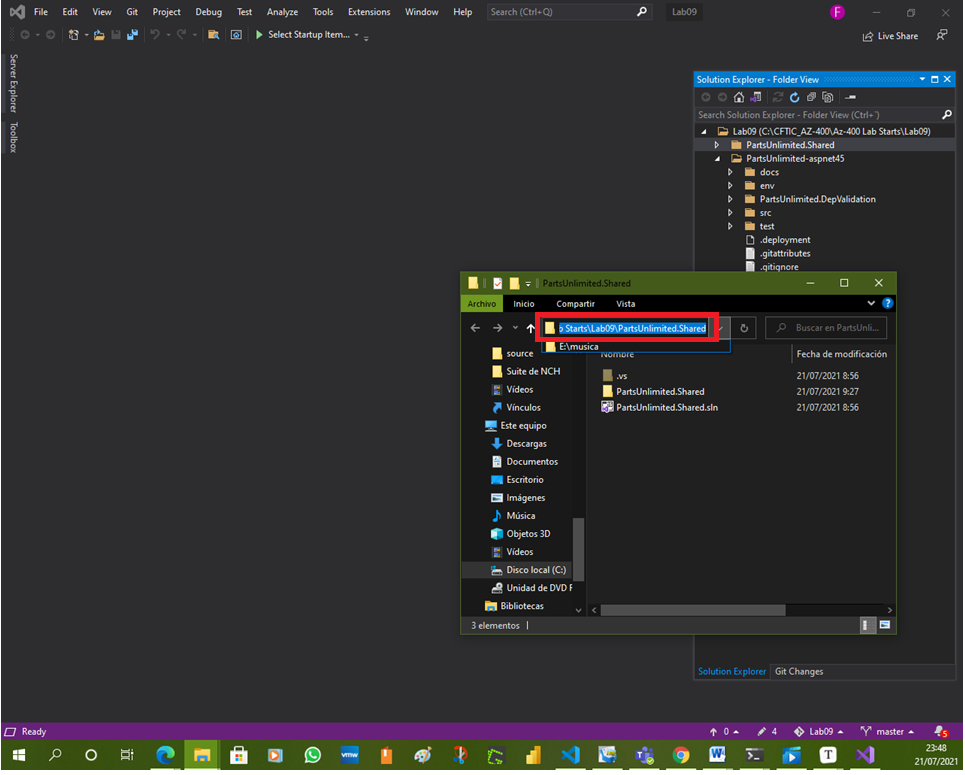 File Edit View Git Project Debug Test Analyze Tools Extensions Window Help Search (Ctrl+Q) Lab09 F
Select Startup Item... Live Share
Server Explorer
Toolbox
Solution Explorer - Folder View
Search Solution Explorer - Folder View (Ctrl+`)
Lab09 (C:\CFTIC_AZ-400\Az-400 Lab Starts\Lab09)
PartsUnlimited.Shared
PartsUnlimited-aspnet45
docs
env
PartsUnlimited.DepValidation
src
test
.deployment
.gitattributes
.gitignore
PartsUnlimited.Shared
Archivo Inicio Compartir Vista
b Starts\Lab09\PartsUnlimited.Shared Buscar en PartsUnli...
E:\musica
Nombre Fecha de modificación
.vs 21/07/2021 8:56
PartsUnlimited.Shared 21/07/2021 9:27
PartsUnlimited.Shared.sln 21/07/2021 8:56
source
Suite de NCH
Vídeos
Vínculos
Este equipo
Descargas
Documentos
Escritorio
Imágenes
Música
Objetos 3D
Vídeos
Disco local (C:)
Unidad de DVD
Bibliotecas
3 elementos
Solution Explorer Git Changes
Ready 0 4 Lab09 master 5
vmw W T
23:48
21/07/2021